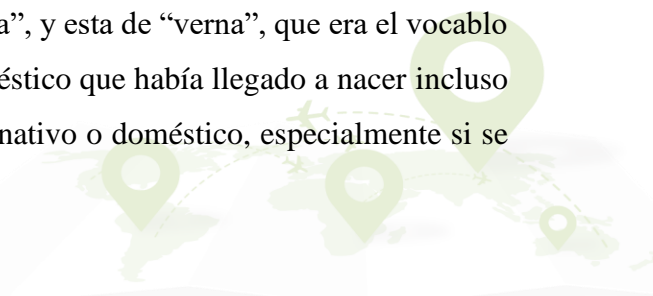 a”, y esta de “verna”, que era el vocablo
éstico que había llegado a nacer incluso
nativo o doméstico, especialmente si se